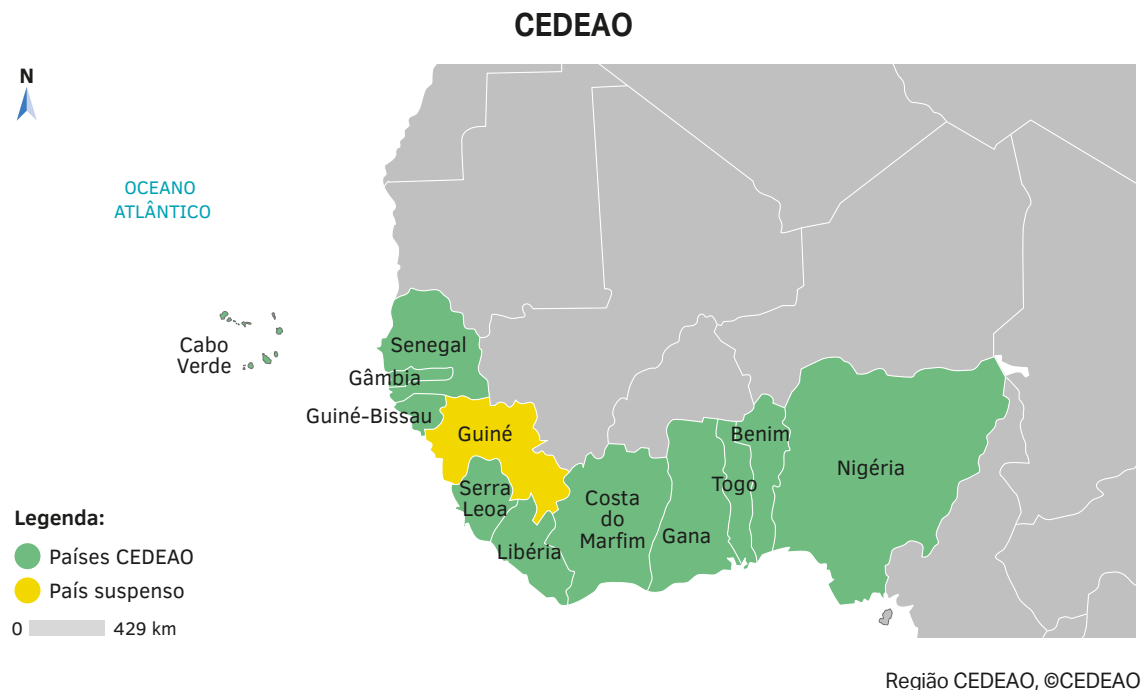 CEDEAO
N
OCEANO
ATLÂNTICO
Cabo
Verde
Senegal
Gâmbia
Guiné-Bissau
Guiné
Serra
Leoa
Libéria
Costa
do
Marfim
Gana
Togo
Benim
Nigéria
Legenda:
Países CEDEAO
País suspenso
0 429 km
Região CEDEAO, ©CEDEAO